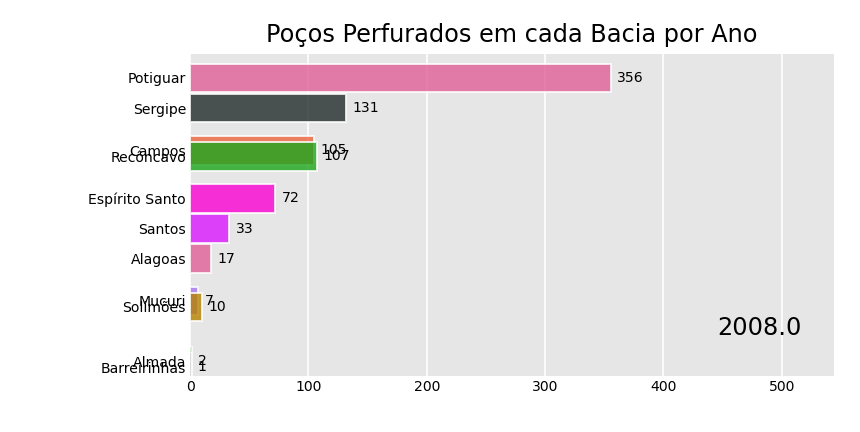 Poços Perfurados em cada Bacia por Ano
Potiguar 356
Sergipe 131
Campos 105
Recôncavo 107
Espírito Santo 72
Santos 33
Alagoas 17
Mucuri 7
Solimões 10
2008.0
Almada 2
Barreirinhas 1
0 100 200 300 400 500